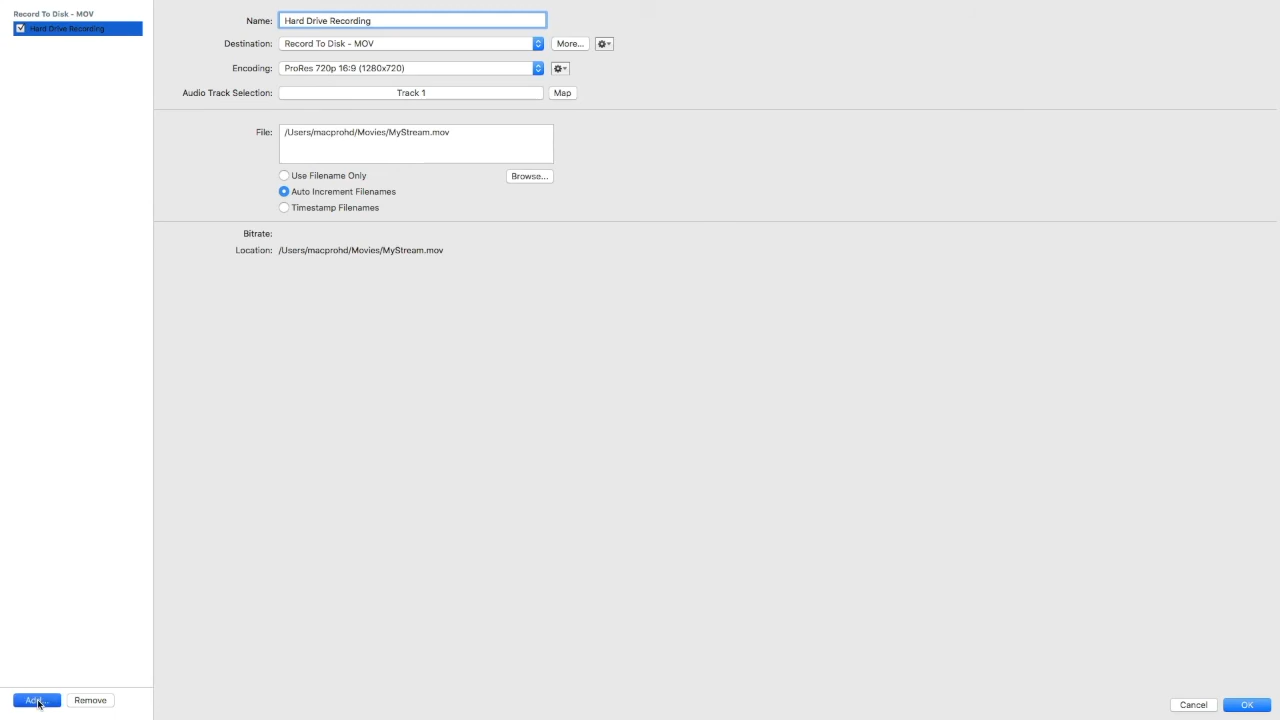 Record To Disk - MOV
Hard Drive Recording
Name: Hard Drive Recording
Destination: Record To Disk - MOV More...
Encoding: ProRes 720p 16:9 (1280x720)
Audio Track Selection: Track 1 Map
File: /Users/macprohd/Movies/MyStream.mov
Use Filename Only Browse...
Auto Increment Filenames
Timestamp Filenames
Bitrate:
Location: /Users/macprohd/Movies/MyStream.mov
Add... Remove
Cancel OK